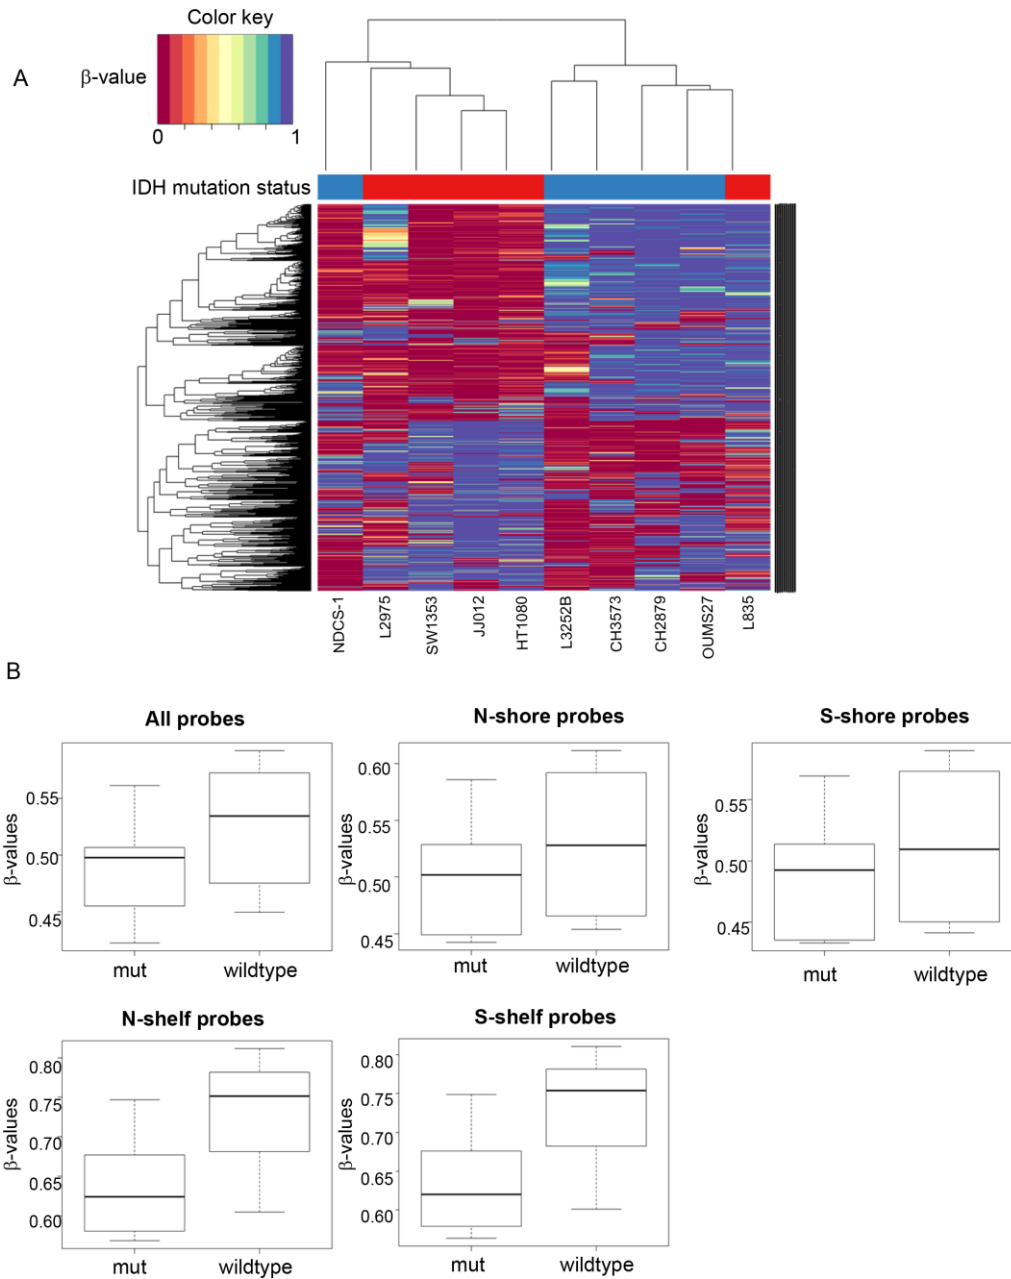 Color key
A
β-value
0 1
IDH mutation status
NDCS-1 L2975 SW1353 JJ012 HT1080 L3252B CH3573 CH2879 OUMS27 L835
B
All probes
β-values
0.55
0.50
0.45
mut wildtype
N-shore probes
β-values
0.60
0.55
0.50
0.45
mut wildtype
S-shore probes
β-values
0.55
0.50
0.45
mut wildtype
N-shelf probes
β-values
0.80
0.75
0.70
0.65
0.60
mut wildtype
S-shelf probes
β-values
0.80
0.75
0.70
0.65
0.60
mut wildtype